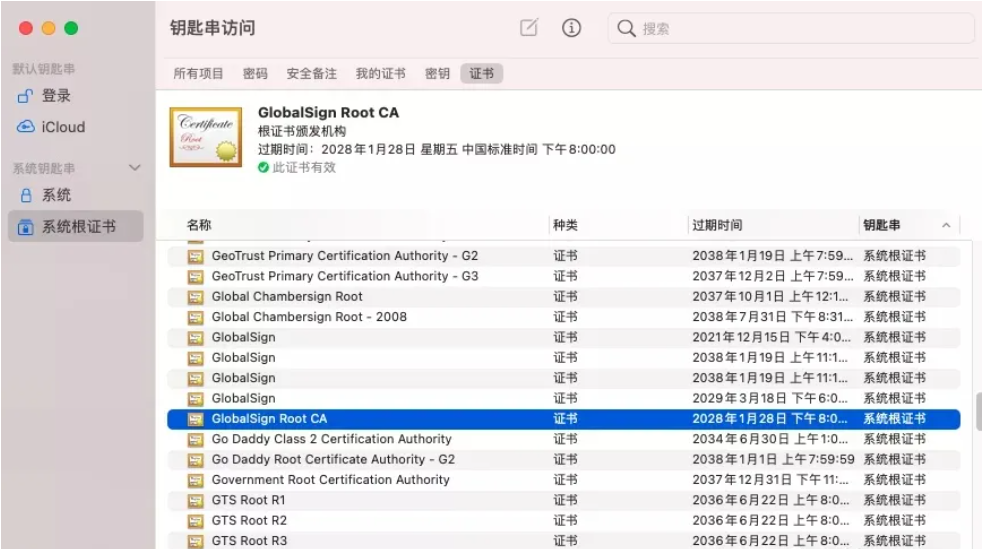 钥匙串访问
搜索
默认钥匙串
登录
iCloud
系统钥匙串
系统
系统根证书
所有项目 密码 安全备注 我的证书 密钥 证书
Certificate
Root
GlobalSign Root CA
根证书颁发机构
过期时间：2028年1月28日 星期五 中国标准时间 下午8:00:00
此证书有效
名称 种类 过期时间 钥匙串
GeoTrust Primary Certification Authority - G2 证书 2038年1月19日 上午7:59... 系统根证书
GeoTrust Primary Certification Authority - G3 证书 2037年12月2日 上午7:59... 系统根证书
Global Chambersign Root 证书 2037年10月1日 上午12:1... 系统根证书
Global Chambersign Root - 2008 证书 2038年7月31日 下午8:31... 系统根证书
GlobalSign 证书 2021年12月15日 下午4:0... 系统根证书
GlobalSign 证书 2038年1月19日 上午11:1... 系统根证书
GlobalSign 证书 2038年1月19日 上午11:1... 系统根证书
GlobalSign 证书 2029年3月18日 下午6:0... 系统根证书
GlobalSign Root CA 证书 2028年1月28日 下午8:0... 系统根证书
Go Daddy Class 2 Certification Authority 证书 2034年6月30日 上午1:0... 系统根证书
Go Daddy Root Certificate Authority - G2 证书 2038年1月1日 上午7:59:59 系统根证书
Government Root Certification Authority 证书 2037年12月31日 下午11:... 系统根证书
GTS Root R1 证书 2036年6月22日 上午8:0... 系统根证书
GTS Root R2 证书 2036年6月22日 上午8:0... 系统根证书
GTS Root R3 证书 2036年6月22日 上午8:0... 系统根证书